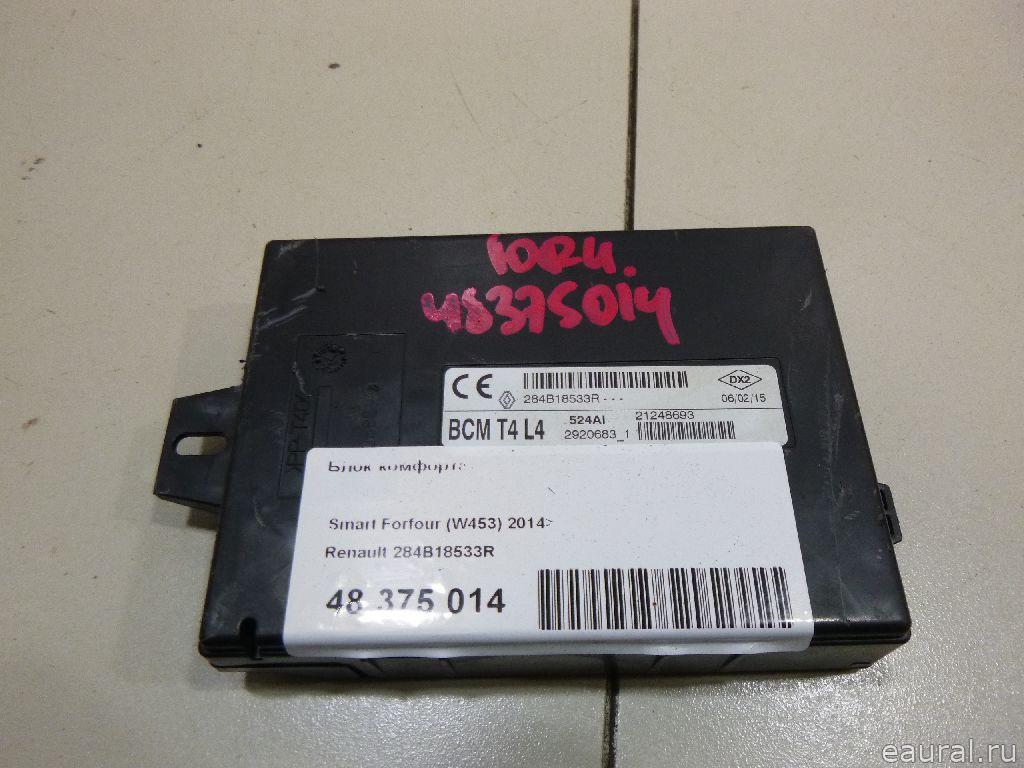 48375014
CE
284B18533R - - -
DX2
06/02/15
BCM T4 L4
524AI 21248693
2920683_1
Блок комфорта
Smart Forfour (W453) 2014>
Renault 284B18533R
48 375 014
eaural.ru